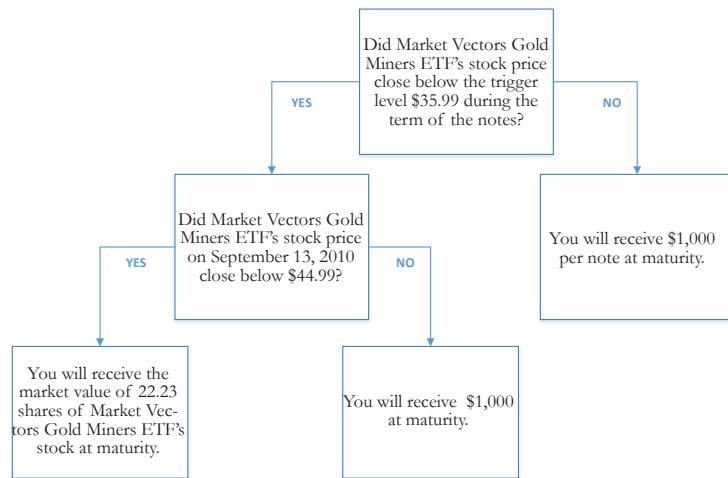 Did Market Vectors Gold
Miners ETF's stock price
close below the trigger
level $35.99 during the
term of the notes?
YES
NO
Did Market Vectors Gold
Miners ETF's stock price
on September 13, 2010
close below $44.99?
You will receive $1,000
per note at maturity.
YES
NO
You will receive the
market value of 22.23
shares of Market Vec-
tors Gold Miners ETF's
stock at maturity.
You will receive $1,000
at maturity.